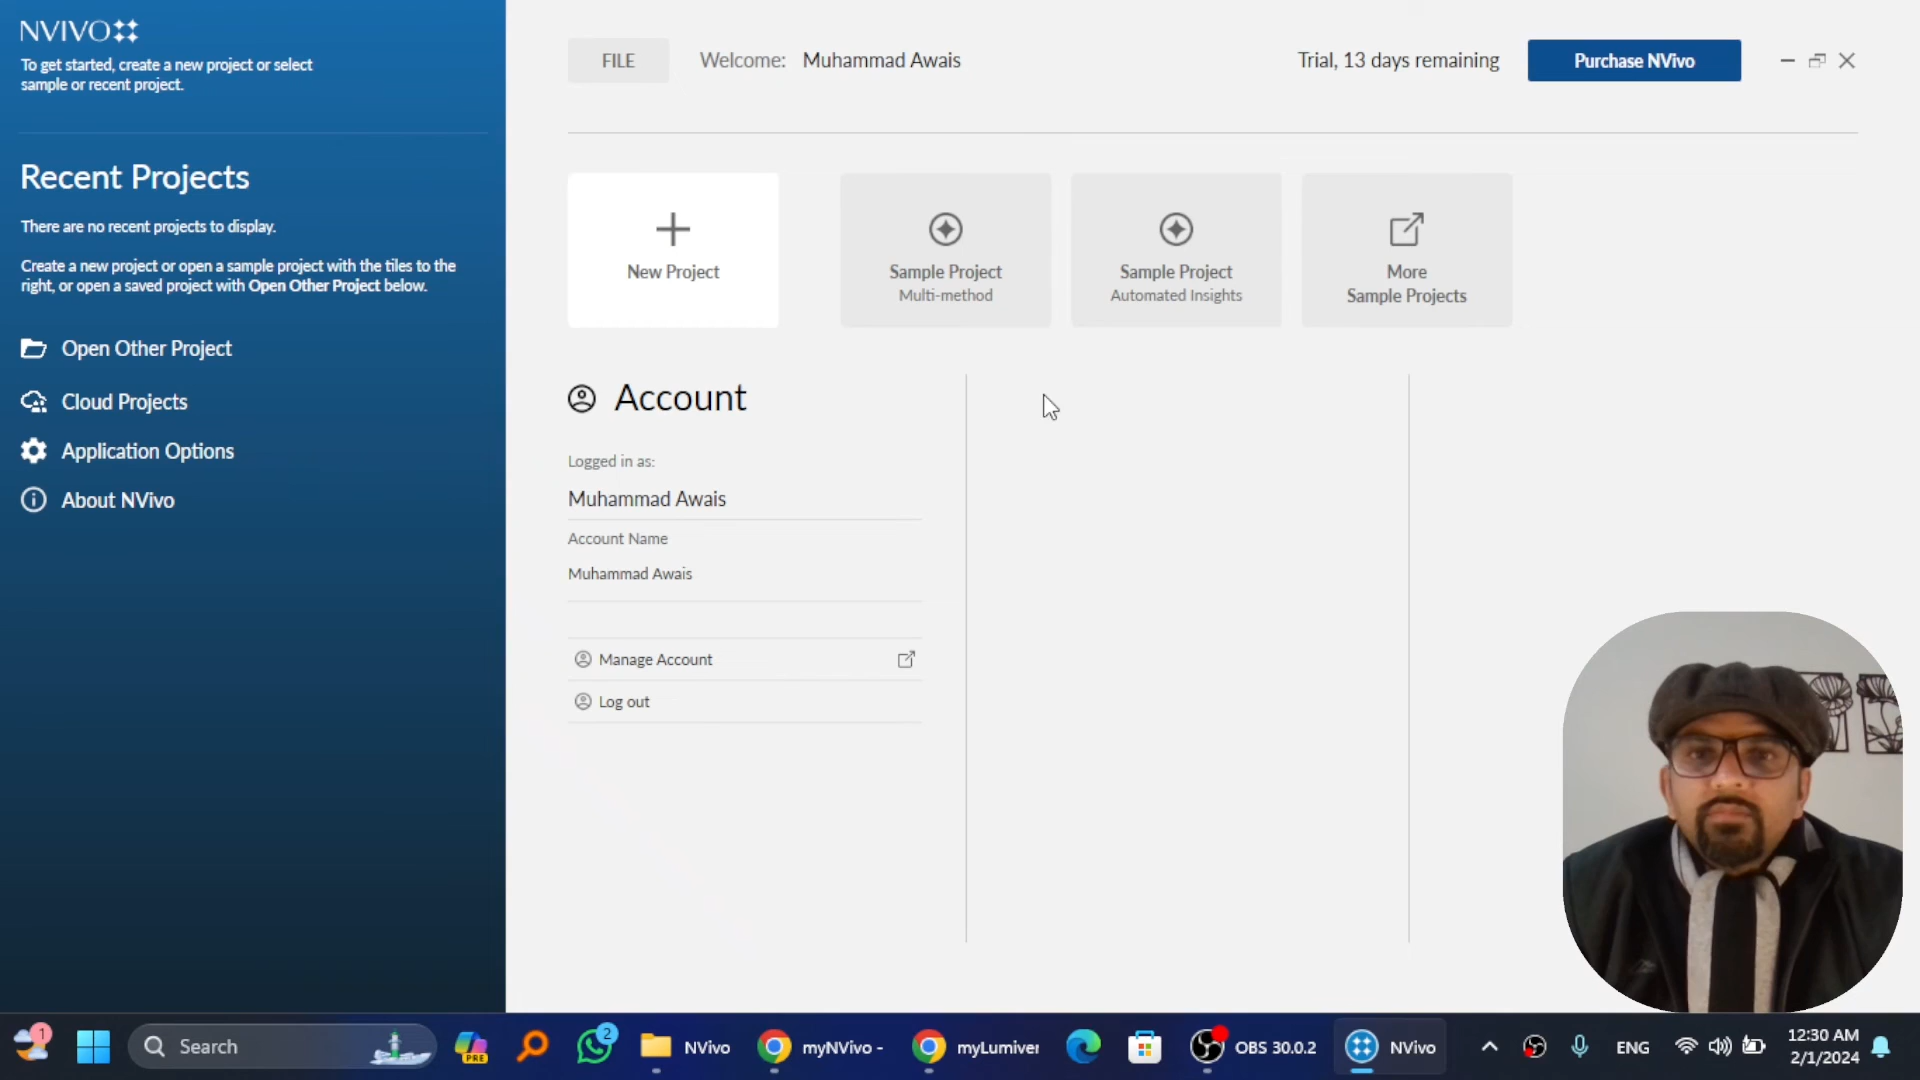 NVIVO
To get started, create a new project or select
sample or recent project.
Recent Projects
There are no recent projects to display.
Create a new project or open a sample project with the tiles to the
right, or open a saved project with Open Other Project below.
Open Other Project
Cloud Projects
Application Options
About NVivo
FILE
Welcome: Muhammad Awais
Trial, 13 days remaining
Purchase NVivo
New Project
Sample Project
Multi-method
Sample Project
Automated Insights
More
Sample Projects
Account
Logged in as:
Muhammad Awais
Account Name
Muhammad Awais
Manage Account
Log out
1
Search
PRE
2
NVivo
myNVivo -
myLumiver
OBS 30.0.2
NVivo
ENG
12:30 AM
2/1/2024